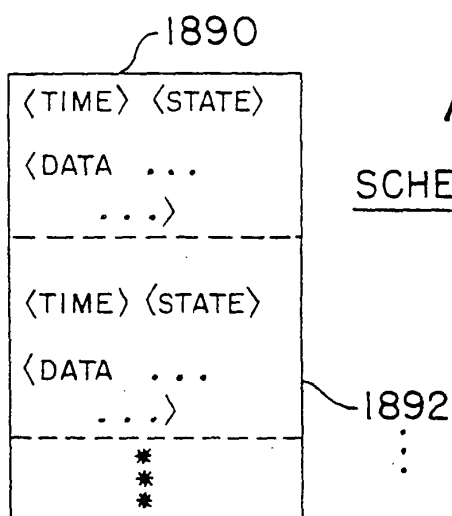 1890
⟨TIME⟩ ⟨STATE⟩
⟨DATA ...
...⟩
SCHE
⟨TIME⟩ ⟨STATE⟩
⟨DATA ...
...⟩
1892
*
*
*